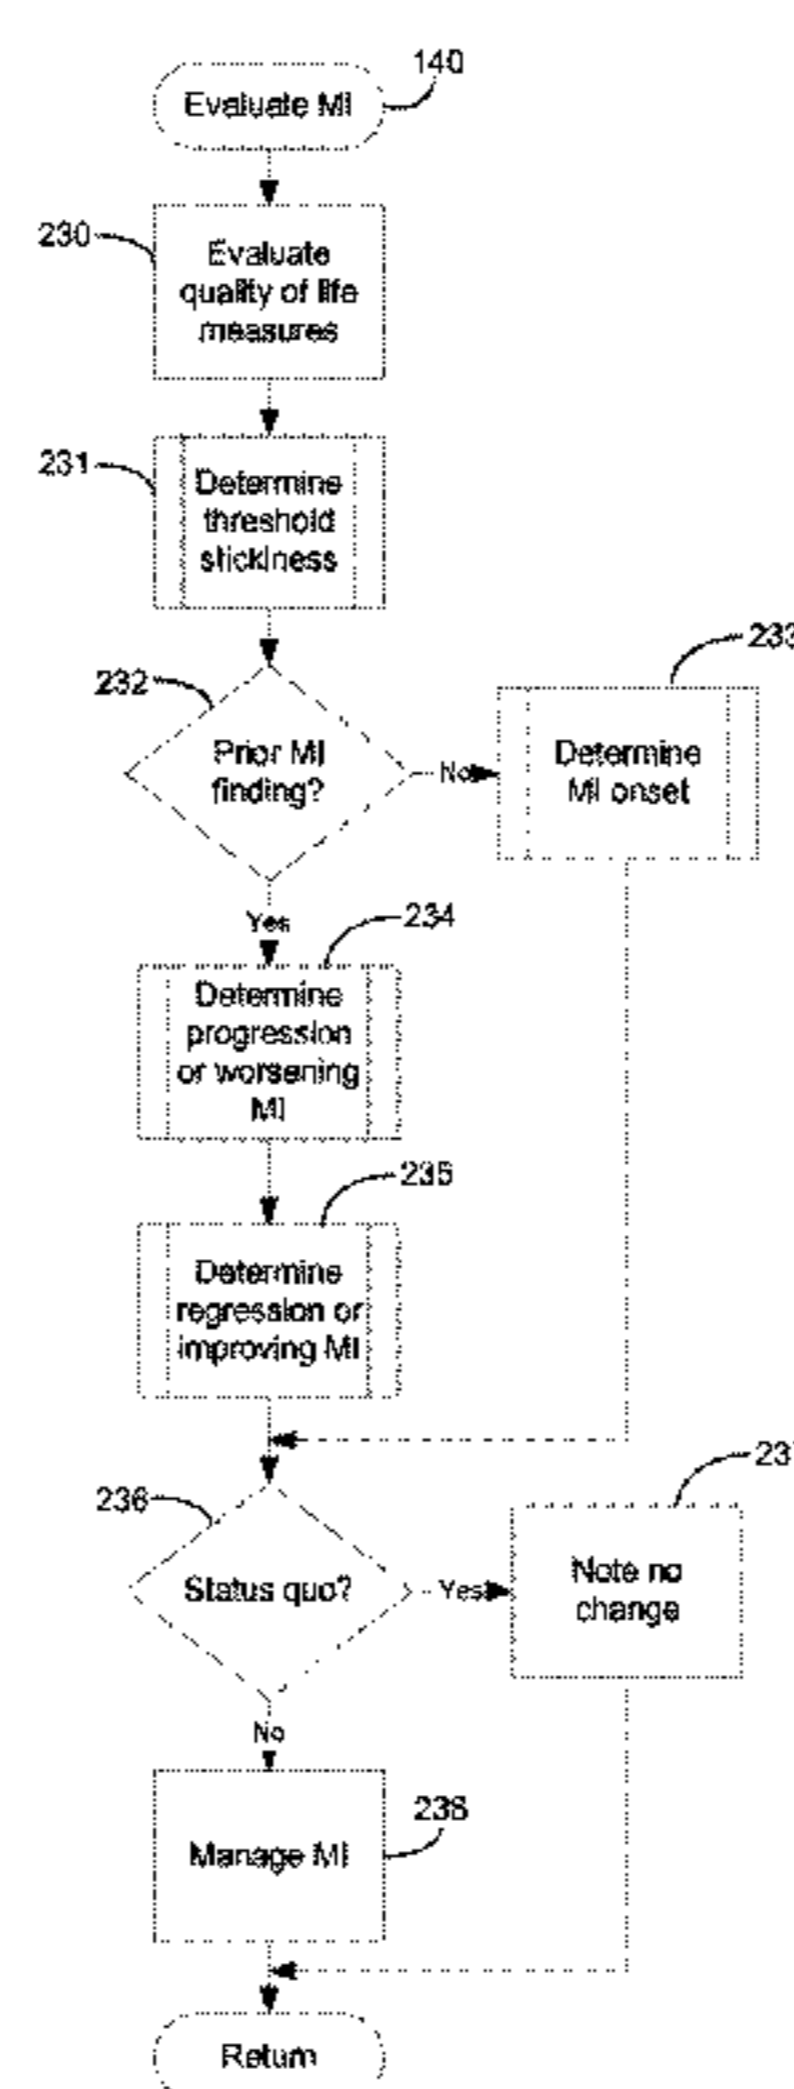 140
Evaluate MI
230
Evaluate
quality of life
measures
231
Determine
threshold
stickiness
233
232
Prior MI
finding?
No
Determine
MI onset
Yes
234
Determine
progression
or worsening
MI
235
Determine
regression or
improving MI
236
Status quo?
Yes
Note no
change
No
238
Manage MI
Return